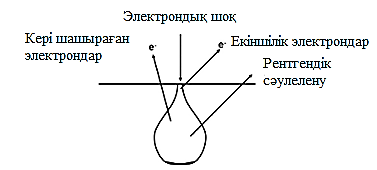 Электрондық шоқ
Кері шашыраған
электрондар
e-
e- Екіншілік электрондар
Рентгендік
сәулелену